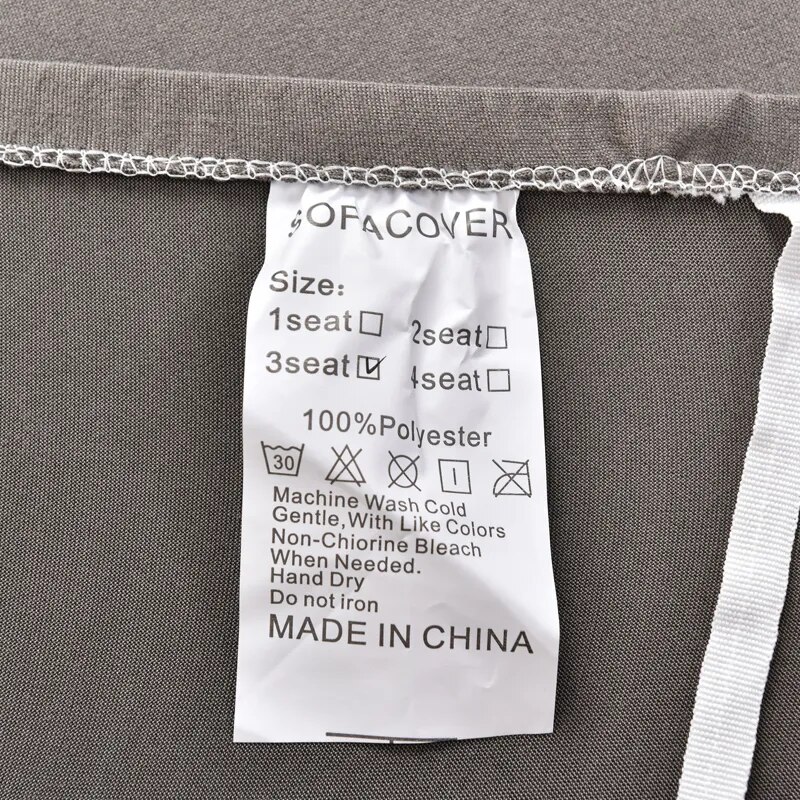 SOFACOVER
Size:
1seat 2seat
3seat 4seat
100%Polyester
30
Machine Wash Cold
Gentle,With Like Colors
Non-Chiorine Bleach
When Needed.
Hand Dry
Do not iron
MADE IN CHINA